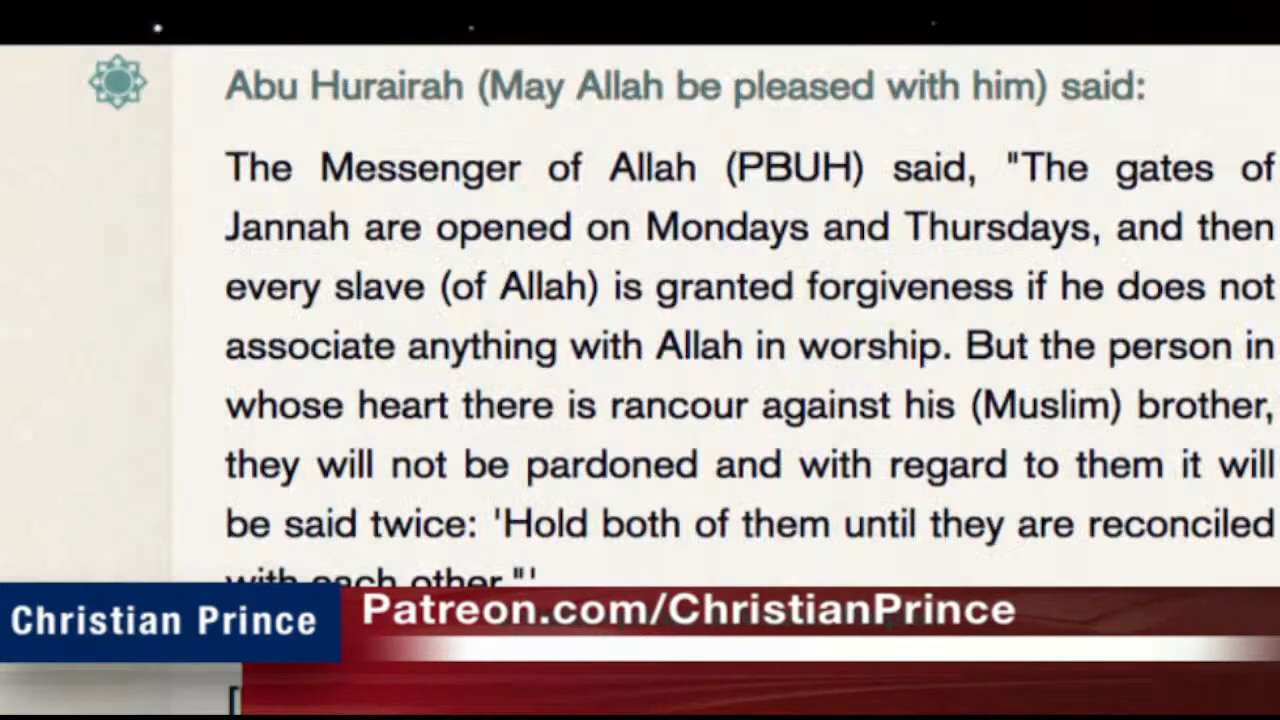 Abu Hurairah (May Allah be pleased with him) said:
The Messenger of Allah (PBUH) said, "The gates of
Jannah are opened on Mondays and Thursdays, and then
every slave (of Allah) is granted forgiveness if he does not
associate anything with Allah in worship. But the person in
whose heart there is rancour against his (Muslim) brother,
they will not be pardoned and with regard to them it will
be said twice: 'Hold both of them until they are reconciled
with each other."'
Christian Prince
Patreon.com/ChristianPrince
[